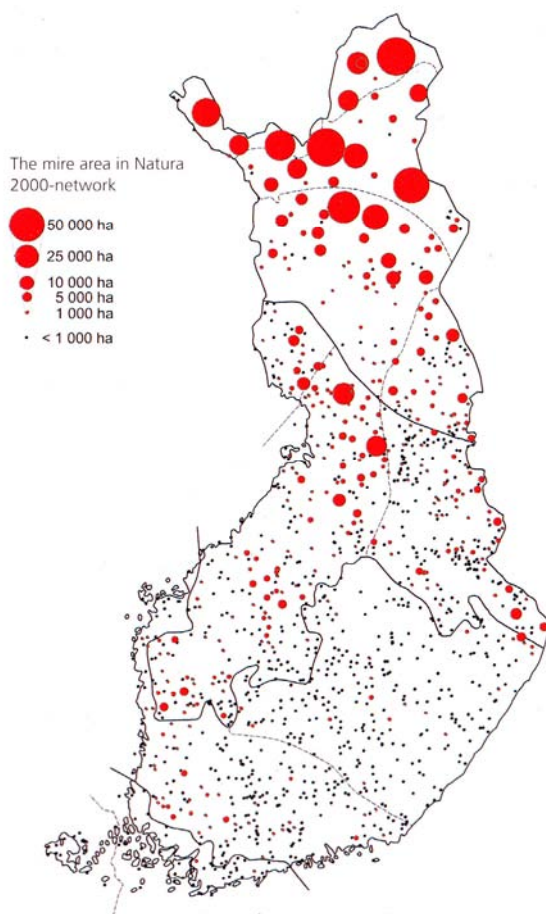 The mire area in Natura
2000-network
50 000 ha
25 000 ha
10 000 ha
5 000 ha
1 000 ha
< 1 000 ha